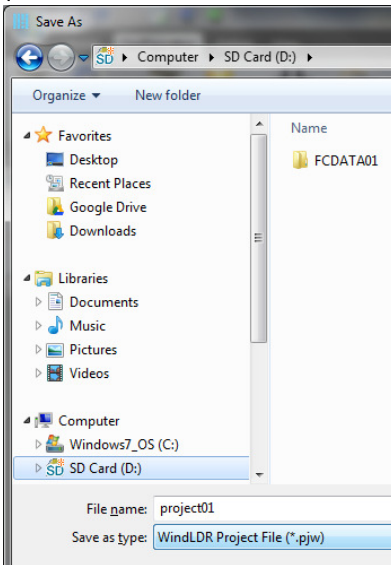 Save As
SD Computer SD Card (D:)
Organize New folder
Favorites
Desktop
Recent Places
Google Drive
Downloads
Libraries
Documents
Music
Pictures
Videos
Computer
Windows7_OS (C:)
SD SD Card (D:)
Name
FCDATA01
File name: project01
Save as type: WindLDR Project File (*.pjw)